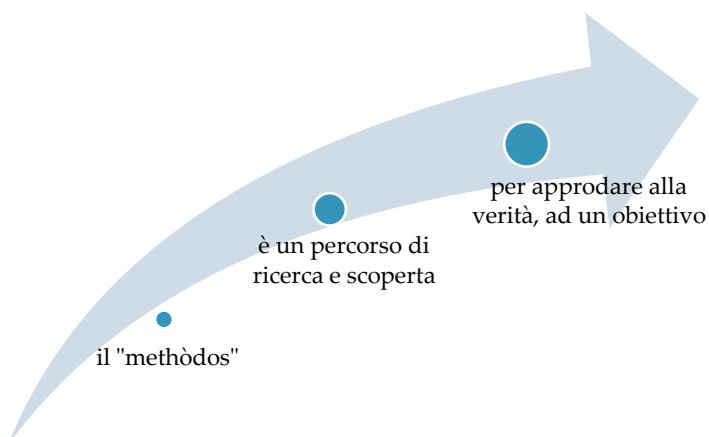 il "methòdos"
è un percorso di
ricerca e scoperta
per approdare alla
verità, ad un obiettivo